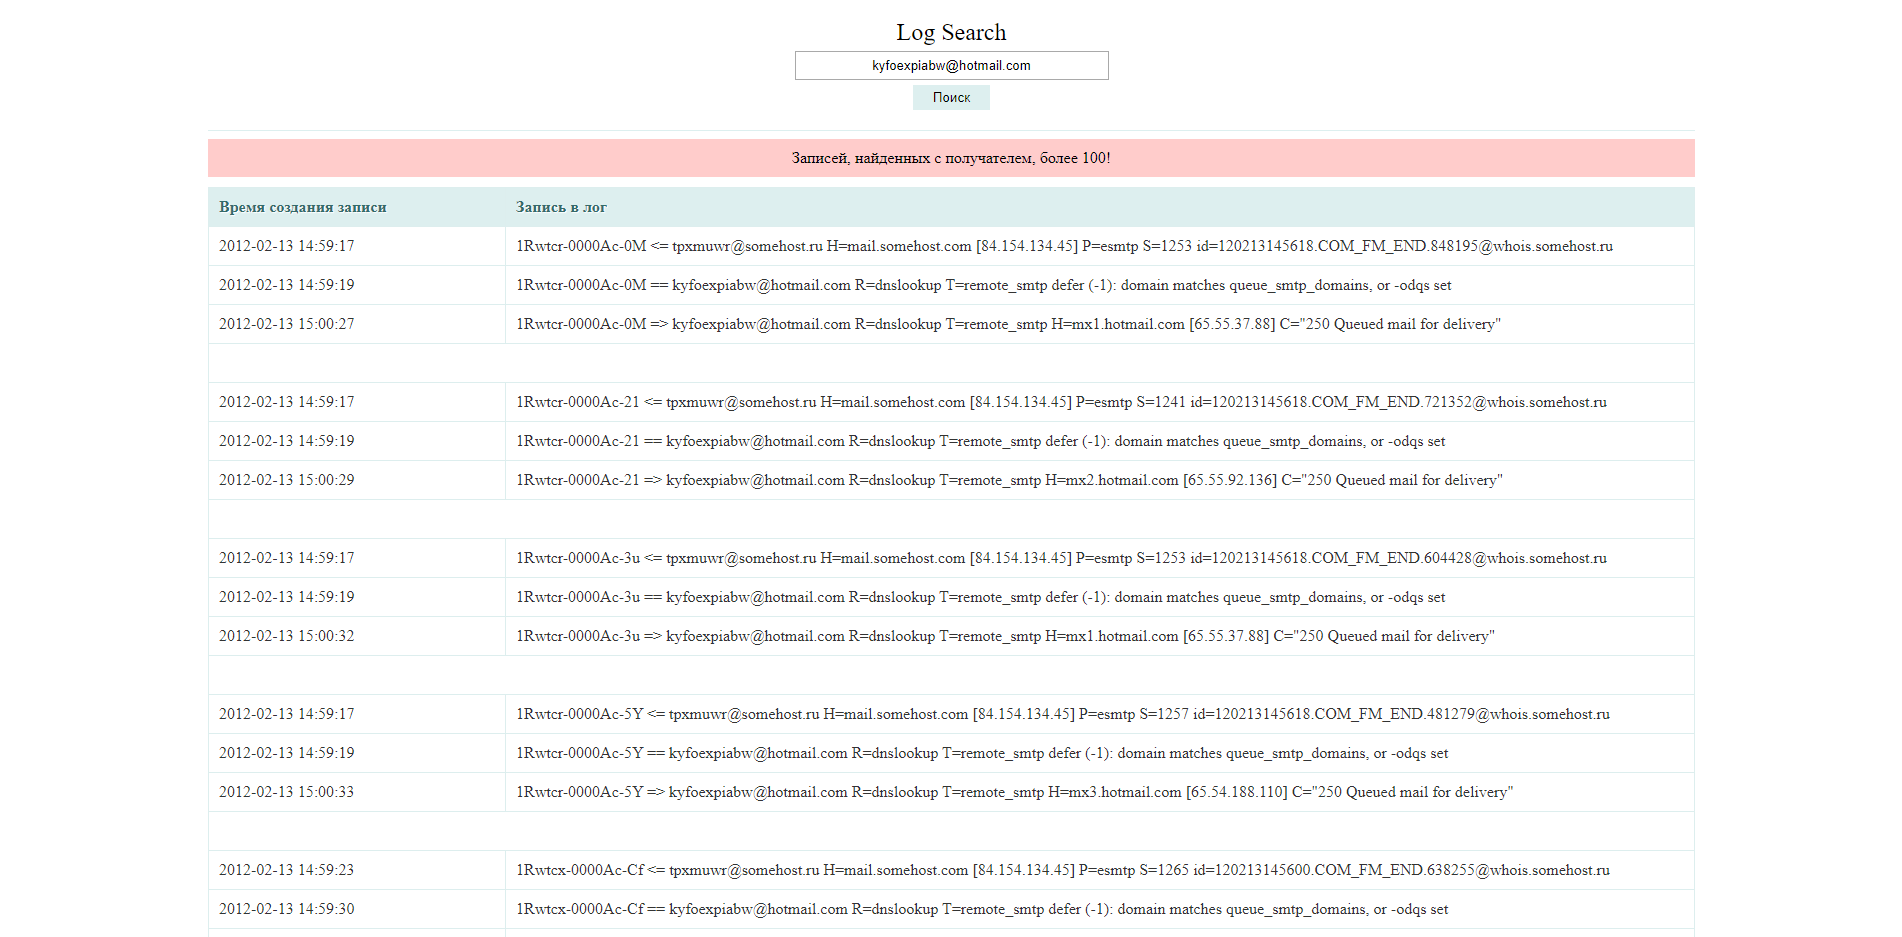 Log Search
kyfoexpiabw@hotmail.com
Поиск
Записей, найденных с получателем, более 100!
Время создания записи Запись в лог
2012-02-13 14:59:17 1Rwtcr-0000Ac-0M <= tpxmuwr@somehost.ru H=mail.somehost.com [84.154.134.45] P=esmtp S=1253 id=120213145618.COM_FM_END.848195@whois.somehost.ru
2012-02-13 14:59:19 1Rwtcr-0000Ac-0M == kyfoexpiabw@hotmail.com R=dnslookup T=remote_smtp defer (-1): domain matches queue_smtp_domains, or -odqs set
2012-02-13 15:00:27 1Rwtcr-0000Ac-0M => kyfoexpiabw@hotmail.com R=dnslookup T=remote_smtp H=mx1.hotmail.com [65.55.37.88] C="250 Queued mail for delivery"
2012-02-13 14:59:17 1Rwtcr-0000Ac-21 <= tpxmuwr@somehost.ru H=mail.somehost.com [84.154.134.45] P=esmtp S=1241 id=120213145618.COM_FM_END.721352@whois.somehost.ru
2012-02-13 14:59:19 1Rwtcr-0000Ac-21 == kyfoexpiabw@hotmail.com R=dnslookup T=remote_smtp defer (-1): domain matches queue_smtp_domains, or -odqs set
2012-02-13 15:00:29 1Rwtcr-0000Ac-21 => kyfoexpiabw@hotmail.com R=dnslookup T=remote_smtp H=mx2.hotmail.com [65.55.92.136] C="250 Queued mail for delivery"
2012-02-13 14:59:17 1Rwtcr-0000Ac-3u <= tpxmuwr@somehost.ru H=mail.somehost.com [84.154.134.45] P=esmtp S=1253 id=120213145618.COM_FM_END.604428@whois.somehost.ru
2012-02-13 14:59:19 1Rwtcr-0000Ac-3u == kyfoexpiabw@hotmail.com R=dnslookup T=remote_smtp defer (-1): domain matches queue_smtp_domains, or -odqs set
2012-02-13 15:00:32 1Rwtcr-0000Ac-3u => kyfoexpiabw@hotmail.com R=dnslookup T=remote_smtp H=mx1.hotmail.com [65.55.37.88] C="250 Queued mail for delivery"
2012-02-13 14:59:17 1Rwtcr-0000Ac-5Y <= tpxmuwr@somehost.ru H=mail.somehost.com [84.154.134.45] P=esmtp S=1257 id=120213145618.COM_FM_END.481279@whois.somehost.ru
2012-02-13 14:59:19 1Rwtcr-0000Ac-5Y == kyfoexpiabw@hotmail.com R=dnslookup T=remote_smtp defer (-1): domain matches queue_smtp_domains, or -odqs set
2012-02-13 15:00:33 1Rwtcr-0000Ac-5Y => kyfoexpiabw@hotmail.com R=dnslookup T=remote_smtp H=mx3.hotmail.com [65.54.188.110] C="250 Queued mail for delivery"
2012-02-13 14:59:23 1Rwtcx-0000Ac-Cf <= tpxmuwr@somehost.ru H=mail.somehost.com [84.154.134.45] P=esmtp S=1265 id=120213145600.COM_FM_END.638255@whois.somehost.ru
2012-02-13 14:59:30 1Rwtcx-0000Ac-Cf == kyfoexpiabw@hotmail.com R=dnslookup T=remote_smtp defer (-1): domain matches queue_smtp_domains, or -odqs set